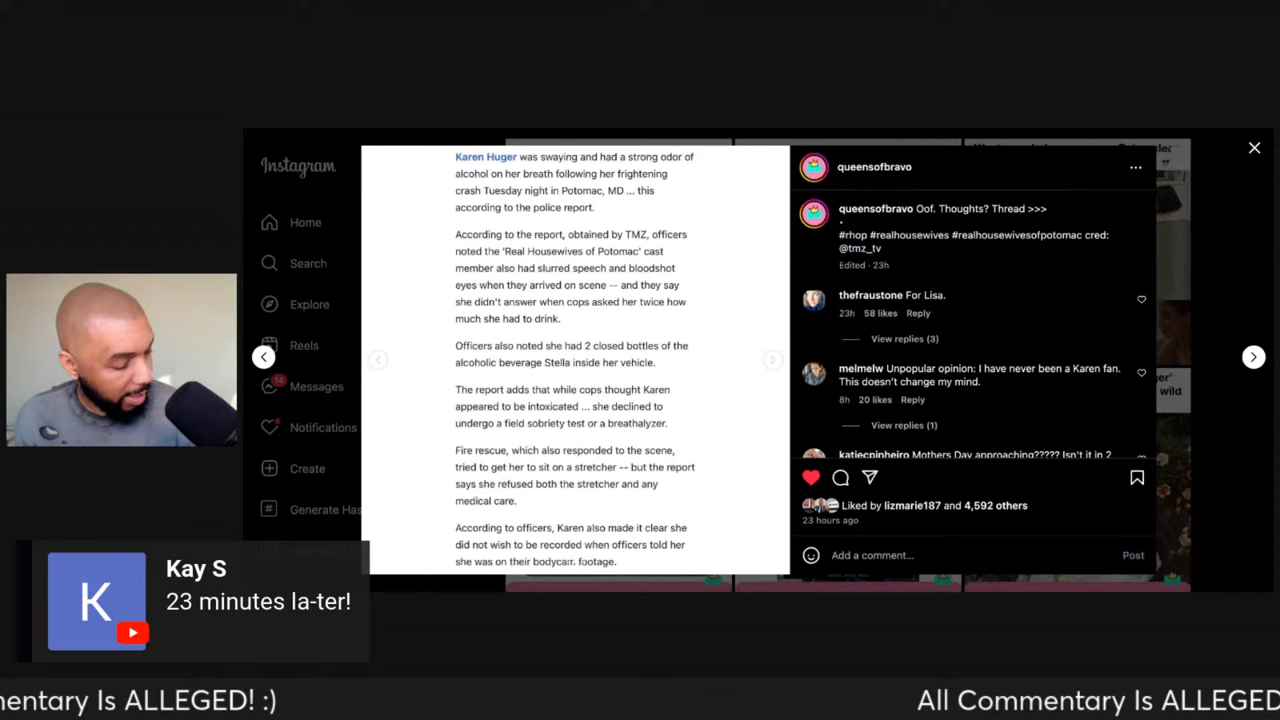 Instagram
Home
Search
Explore
Reels
14
Messages
Notifications
Create
Generate Has
Karen Huger was swaying and had a strong odor of
alcohol on her breath following her frightening
crash Tuesday night in Potomac, MD ... this
according to the police report.
According to the report, obtained by TMZ, officers
noted the 'Real Housewives of Potomac' cast
member also had slurred speech and bloodshot
eyes when they arrived on scene -- and they say
she didn't answer when cops asked her twice how
much she had to drink.
Officers also noted she had 2 closed bottles of the
alcoholic beverage Stella inside her vehicle.
The report adds that while cops thought Karen
appeared to be intoxicated ... she declined to
undergo a field sobriety test or a breathalyzer.
Fire rescue, which also responded to the scene,
tried to get her to sit on a stretcher -- but the report
says she refused both the stretcher and any
medical care.
According to officers, Karen also made it clear she
did not wish to be recorded when officers told her
she was on their bodycam footage.
queensofbravo
queensofbravo Oof. Thoughts? Thread >>>
.
#rhop #realhousewives #realhousewivesofpotomac cred:
@tmz_tv
Edited · 23h
thefraustone For Lisa.
23h 58 likes Reply
View replies (3)
melmelw Unpopular opinion: I have never been a Karen fan.
This doesn't change my mind.
8h 20 likes Reply
View replies (1)
katiecpinheiro Mothers Day approaching????? Isn't it in 2
Liked by lizmarie187 and 4,592 others
23 hours ago
Add a comment...
Post
wild
K
Kay S
23 minutes la-ter!
mentary Is ALLEGED! :)
All Commentary Is ALLEGED